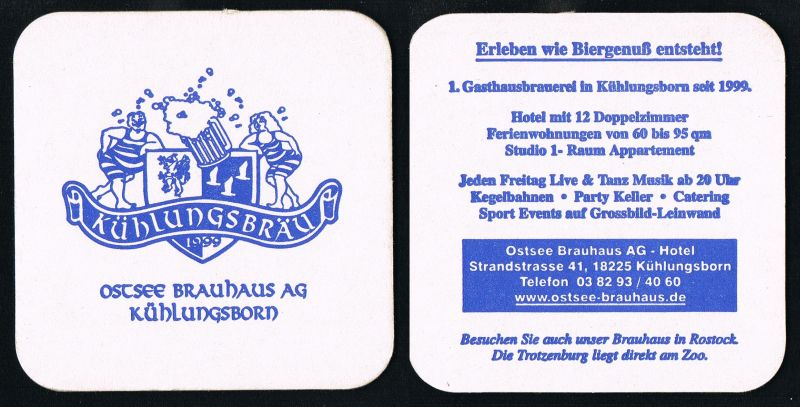 KÜHLUNGSBRÄU
1999
OSTSEE BRAUHAUS AG
KÜHLUNGSBORN
Erleben wie Biergenuß entsteht!
1. Gasthausbrauerei in Kühlungsborn seit 1999.
Hotel mit 12 Doppelzimmer
Ferienwohnungen von 60 bis 95 qm
Studio 1- Raum Appartement
Jeden Freitag Live & Tanz Musik ab 20 Uhr
Kegelbahnen • Party Keller • Catering
Sport Events auf Grossbild-Leinwand
Ostsee Brauhaus AG - Hotel
Strandstrasse 41, 18225 Kühlungsborn
Telefon 03 82 93 / 40 60
www.ostsee-brauhaus.de
Besuchen Sie auch unser Brauhaus in Rostock.
Die Trotzenburg liegt direkt am Zoo.